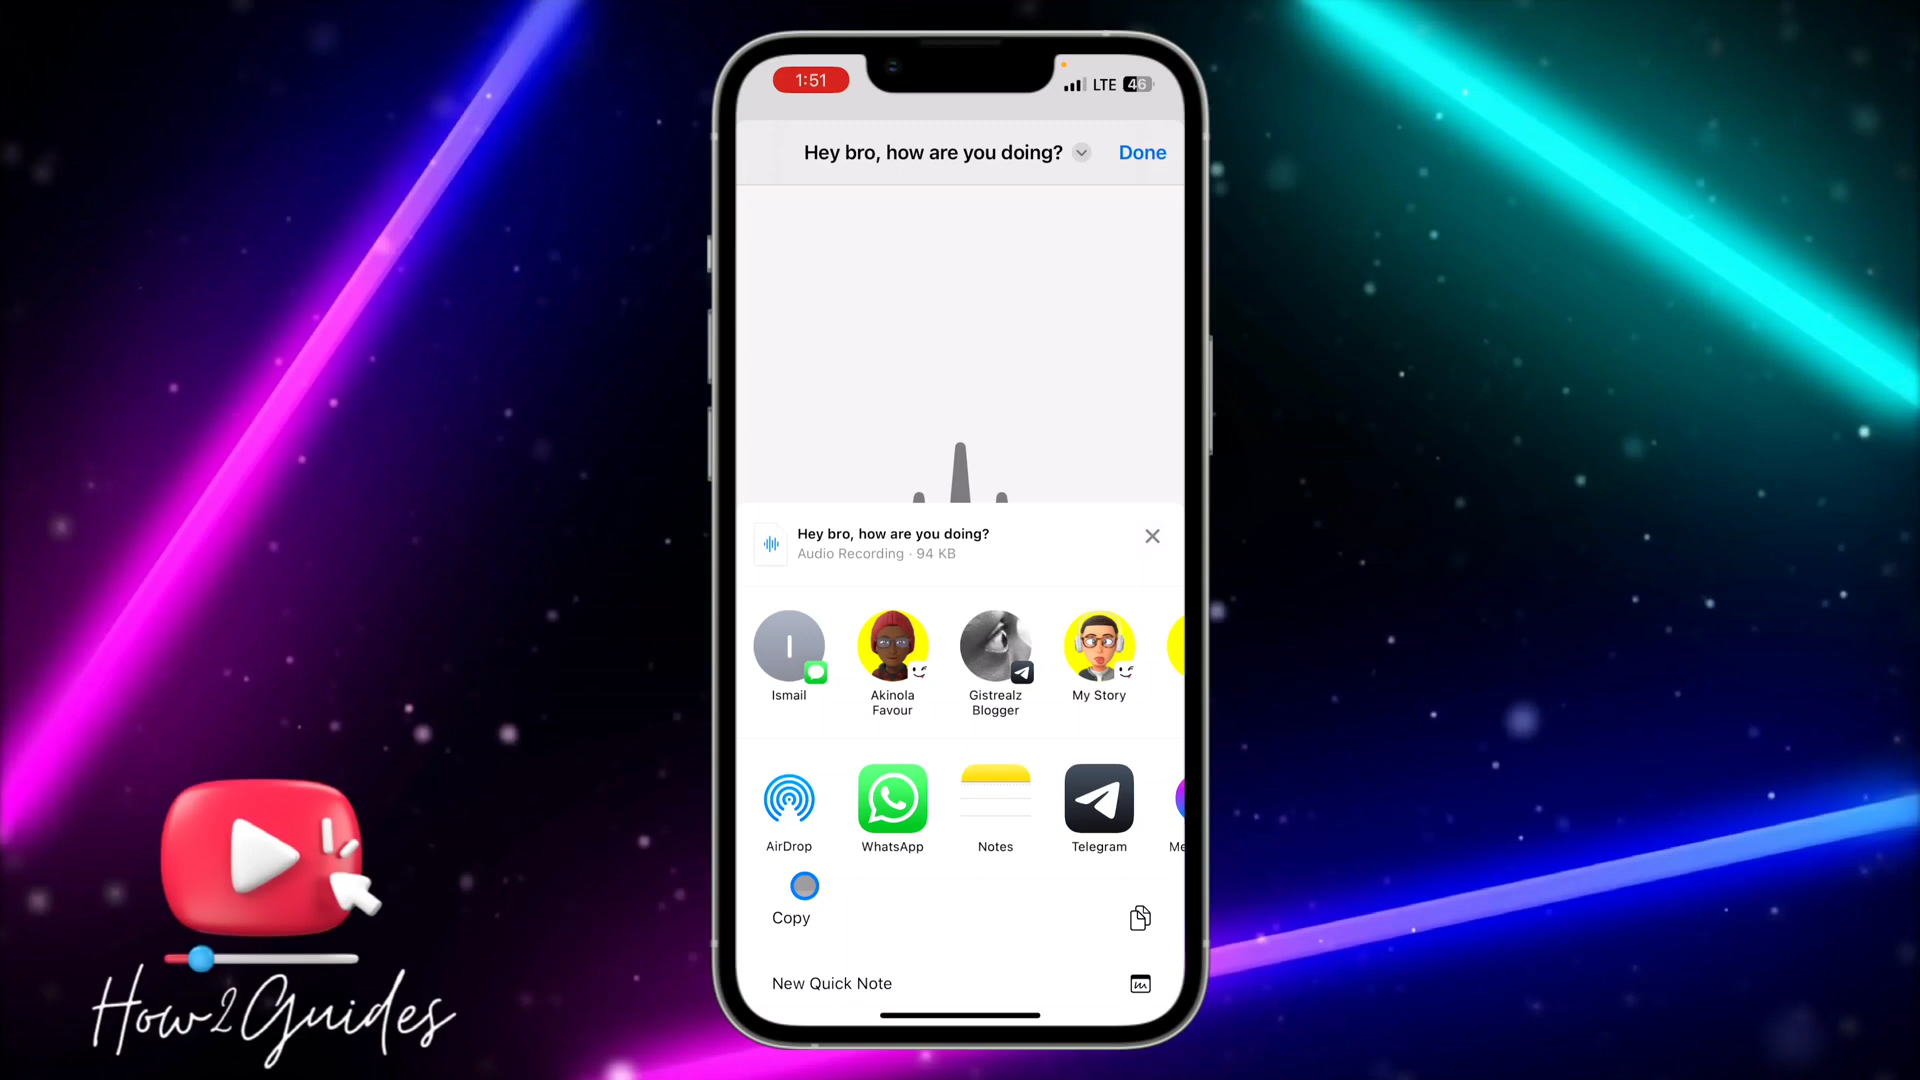 1:51
LTE 46
Hey bro, how are you doing?
Done
Hey bro, how are you doing?
Audio Recording · 94 KB
I
Ismail
Akinola
Favour
Gistrealz
Blogger
My Story
AirDrop
WhatsApp
Notes
Telegram
Me
Copy
New Quick Note
How2Guides